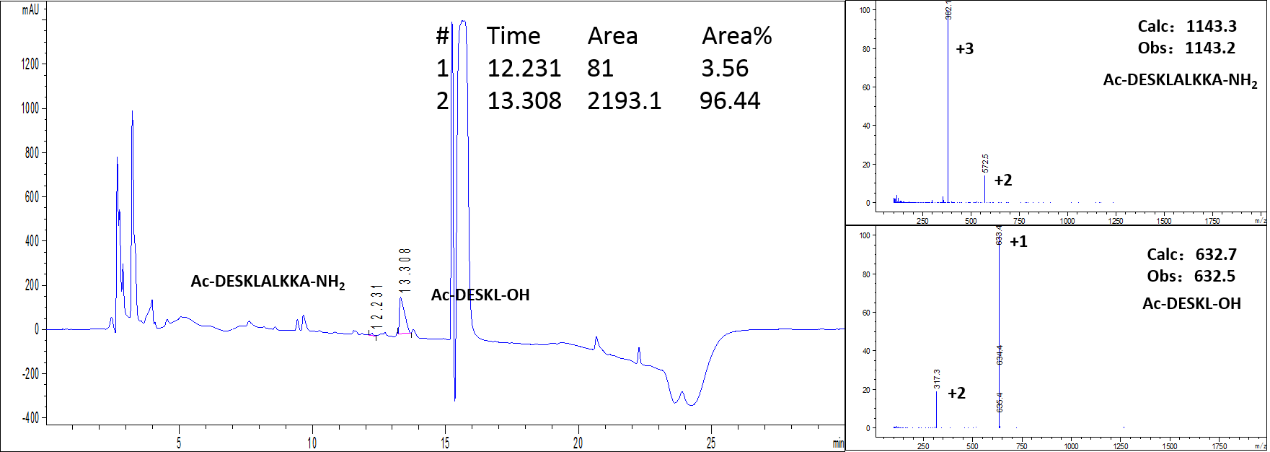 mAU
# Time Area Area%
1 12.231 81 3.56
2 13.308 2193.1 96.44
1200
1000
800
600
400
200
0
-200
-400
Ac-DESKLALKKA-NH2
12.231
13.308
Ac-DESKL-OH
5 10 15 20 25 min
100
80
60
40
20
0
+3
572.5
+2
Calc：1143.3
Obs：1143.2
Ac-DESKLALKKA-NH2
250 500 750 1000 1250 1500 1750 m/z
100
80
60
40
20
0
633.4
+1
634.4
635.4
317.3
+2
Calc：632.7
Obs：632.5
Ac-DESKL-OH
250 500 750 1000 1250 1500 1750 m/z